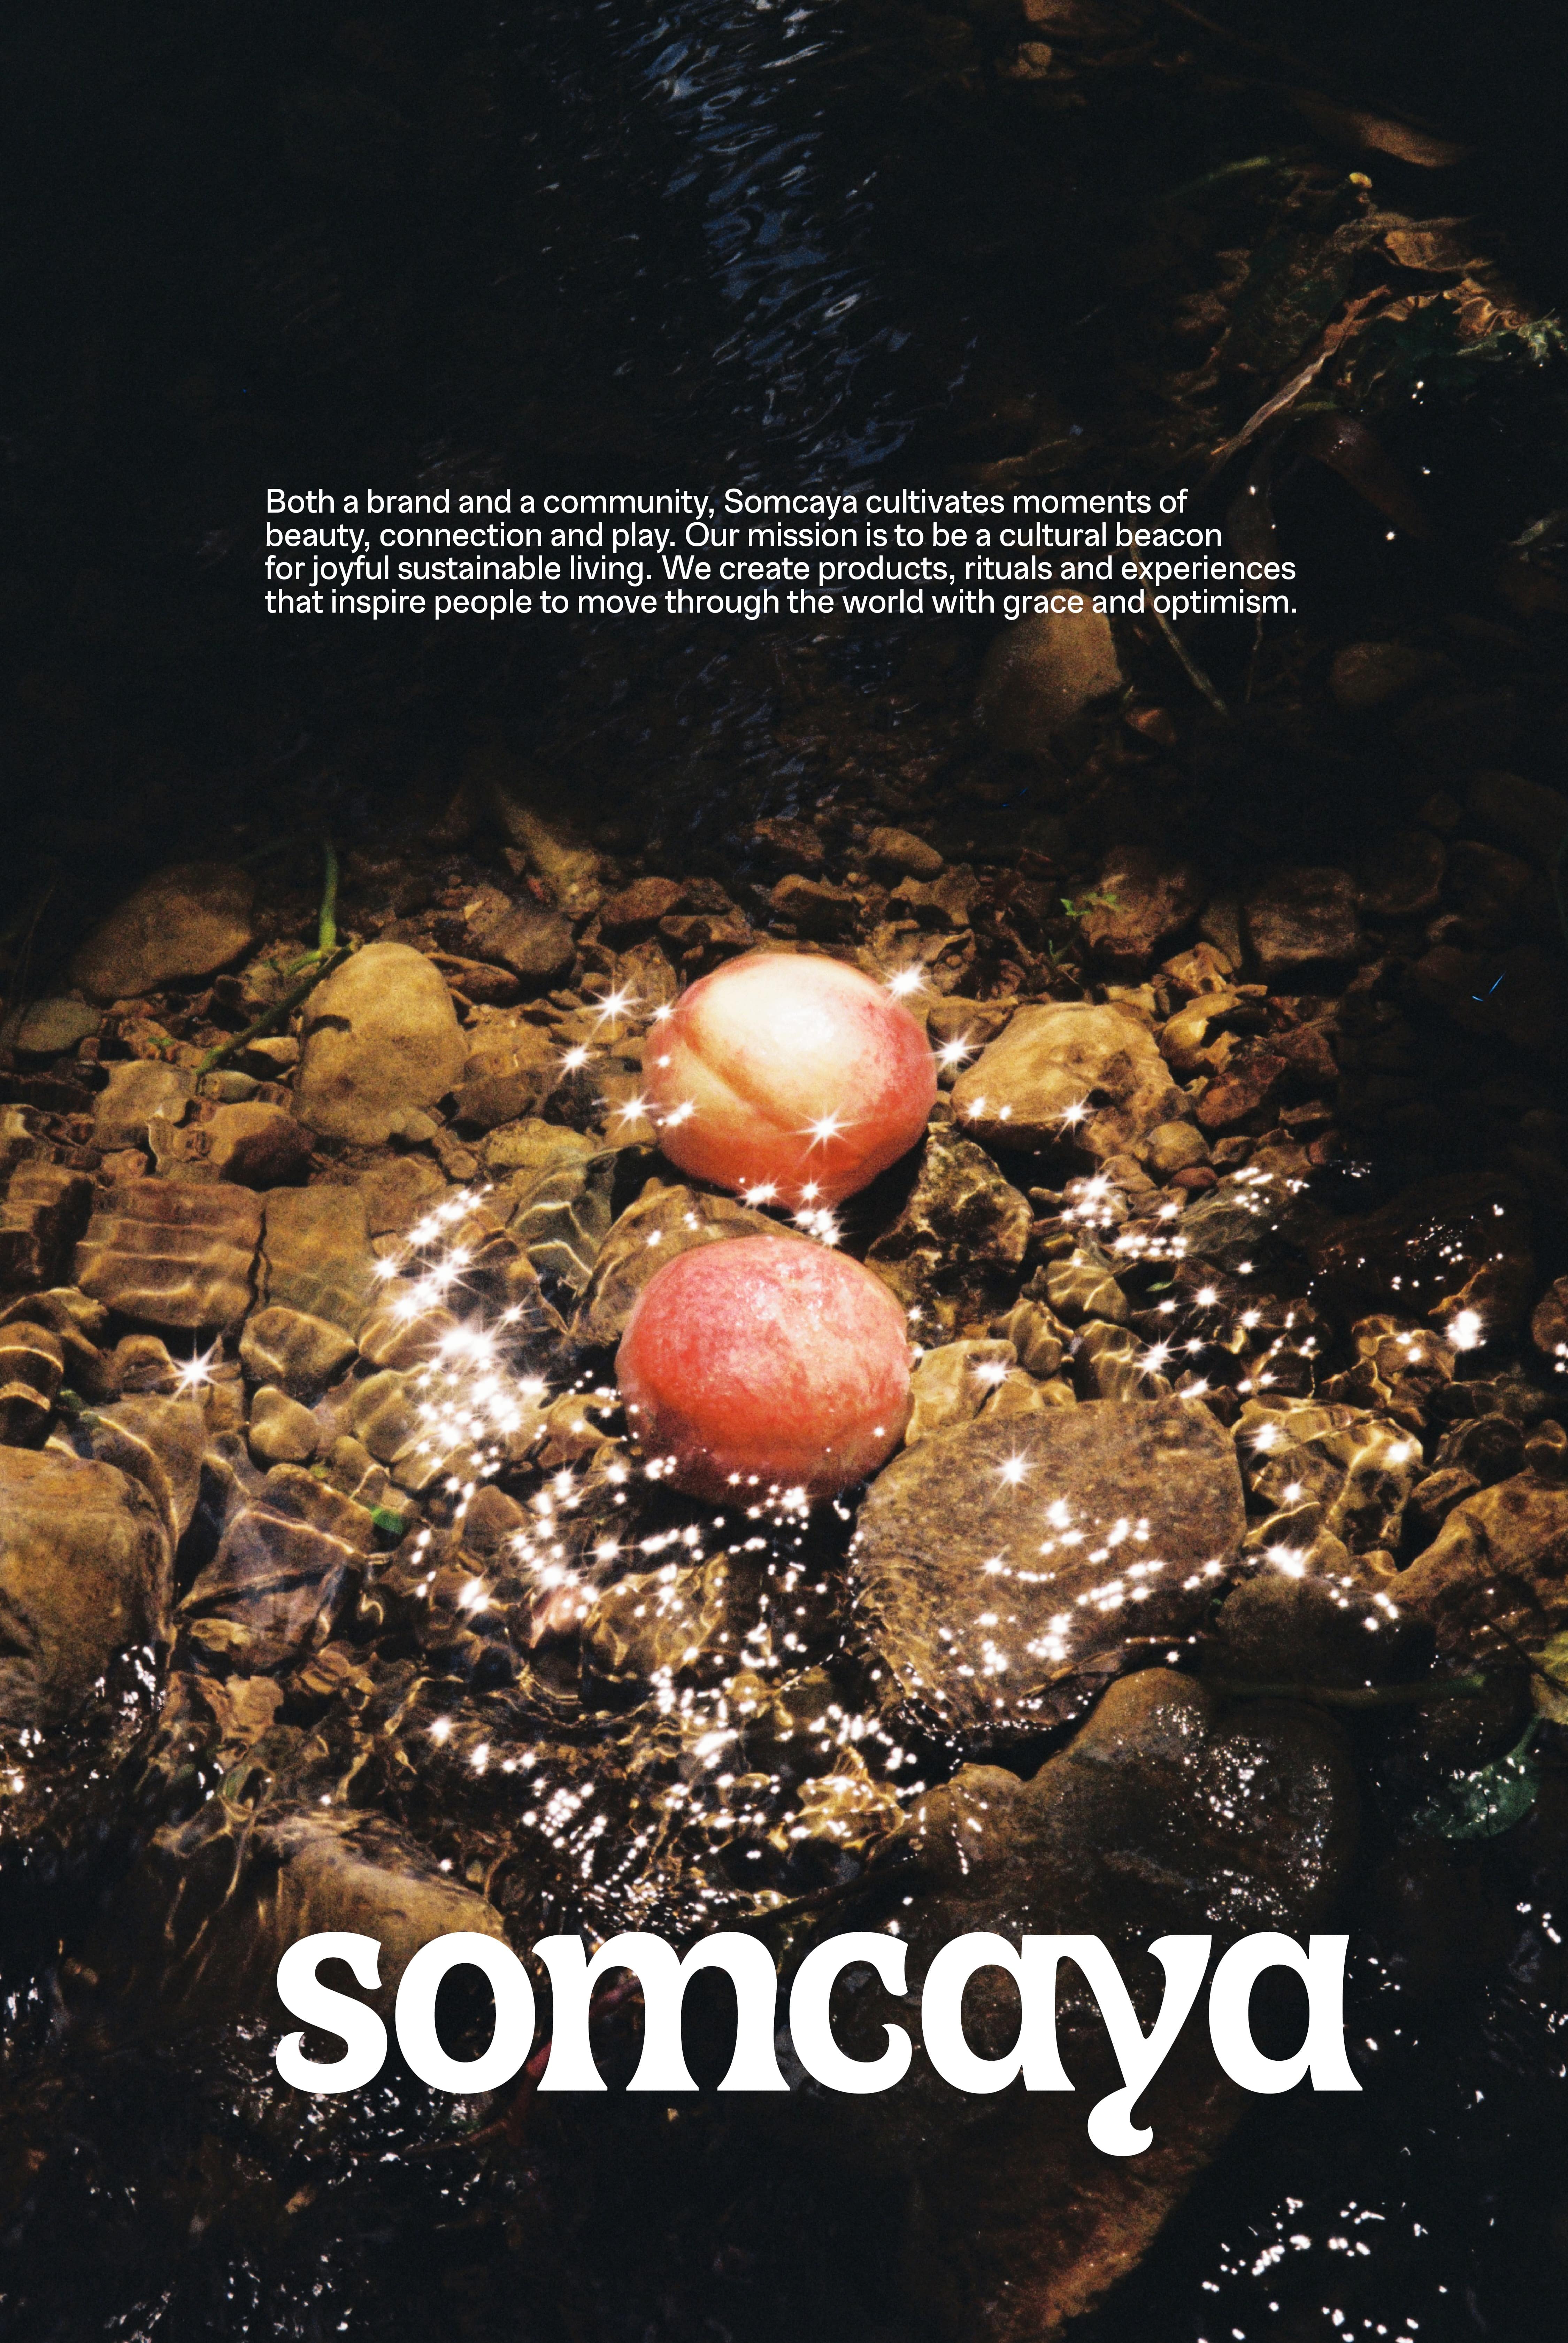 Both a brand and a community, Somcaya cultivates moments of
beauty, connection and play. Our mission is to be a cultural beacon
for joyful sustainable living. We create products, rituals and experiences
that inspire people to move through the world with grace and optimism.
somcaya